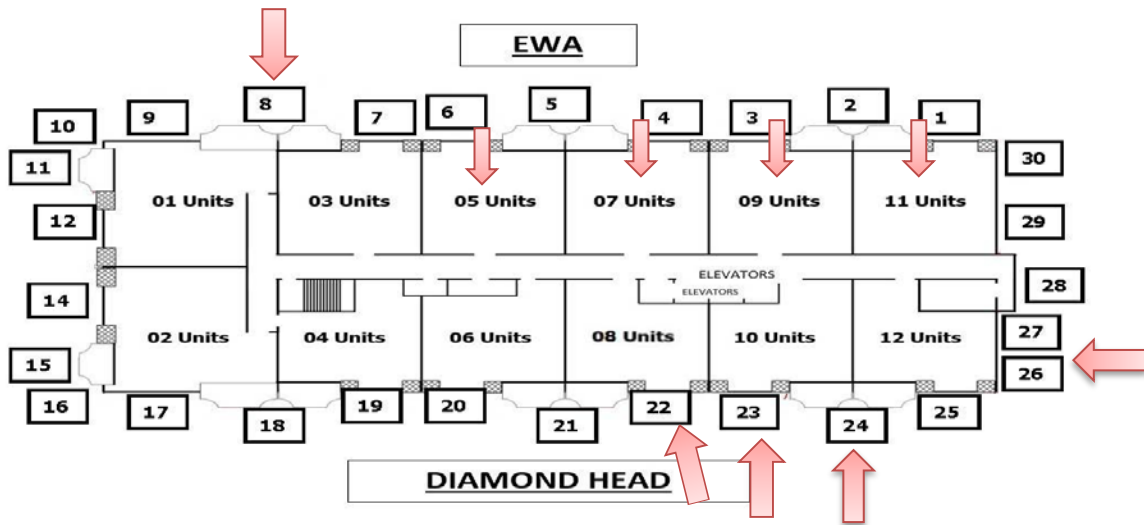 EWA
10 9 8 7 6 5 4 3 2 1
11
30
12
01 Units 03 Units 05 Units 07 Units 09 Units 11 Units
29
ELEVATORS
ELEVATORS
28
14
02 Units 04 Units 06 Units 08 Units 10 Units 12 Units
27
15
26
16 17 18 19 20 21 22 23 24 25
DIAMOND HEAD